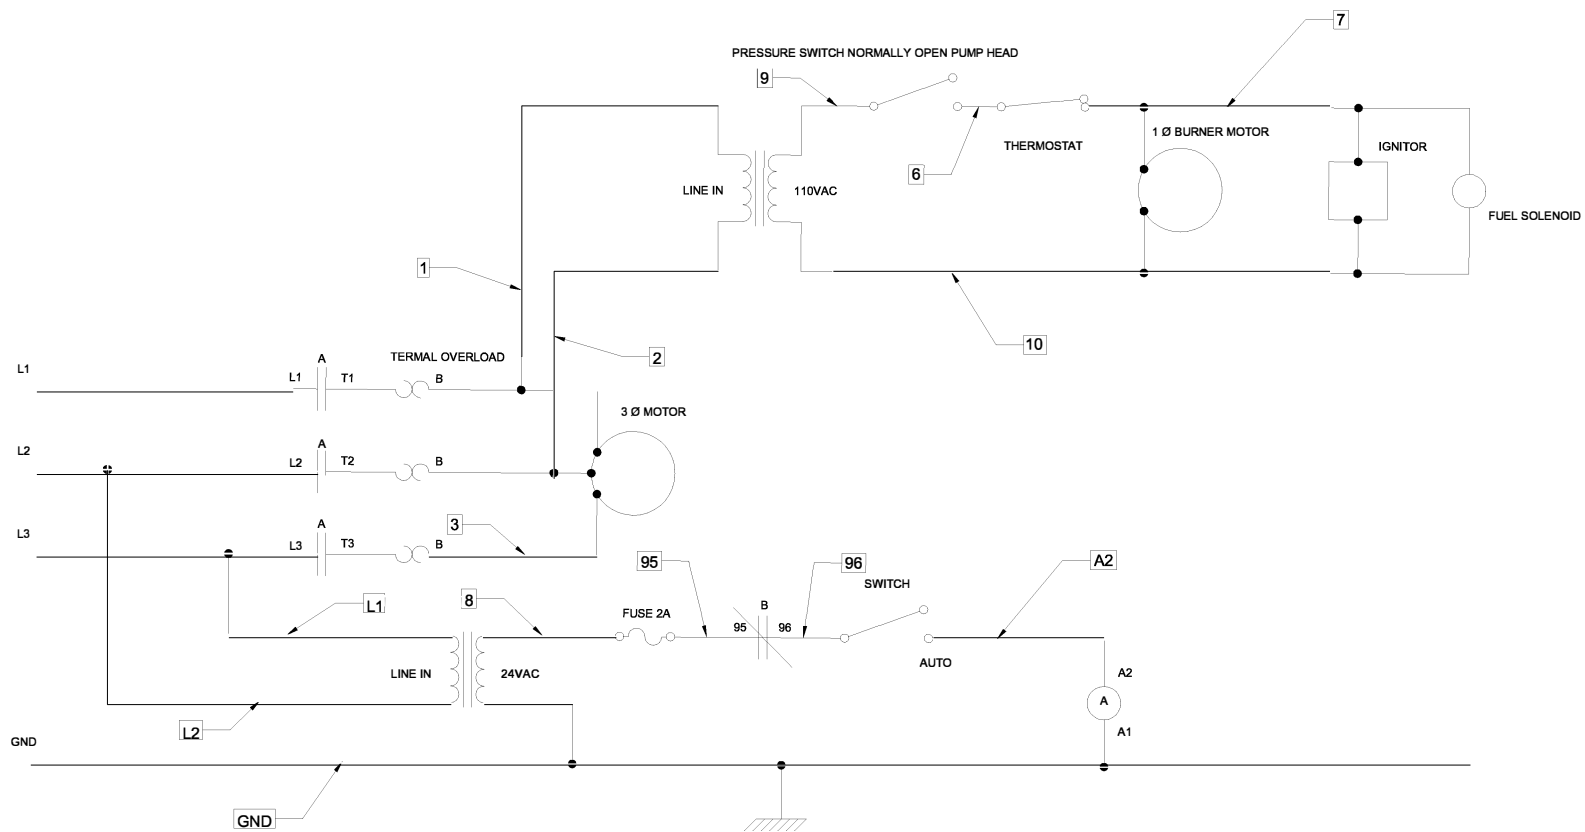 7
PRESSURE SWITCH NORMALLY OPEN PUMP HEAD
9
1 Ø BURNER MOTOR
THERMOSTAT
IGNITOR
6
LINE IN
110VAC
FUEL SOLENOID
1
10
2
TERMAL OVERLOAD
A
L1
L1
T1
B
3 Ø MOTOR
A
L2
L2
T2
B
3
A
L3
L3
T3
B
95
96
A2
SWITCH
L1
8
FUSE 2A
B
95
96
AUTO
LINE IN
24VAC
A2
A
A1
L2
GND
GND